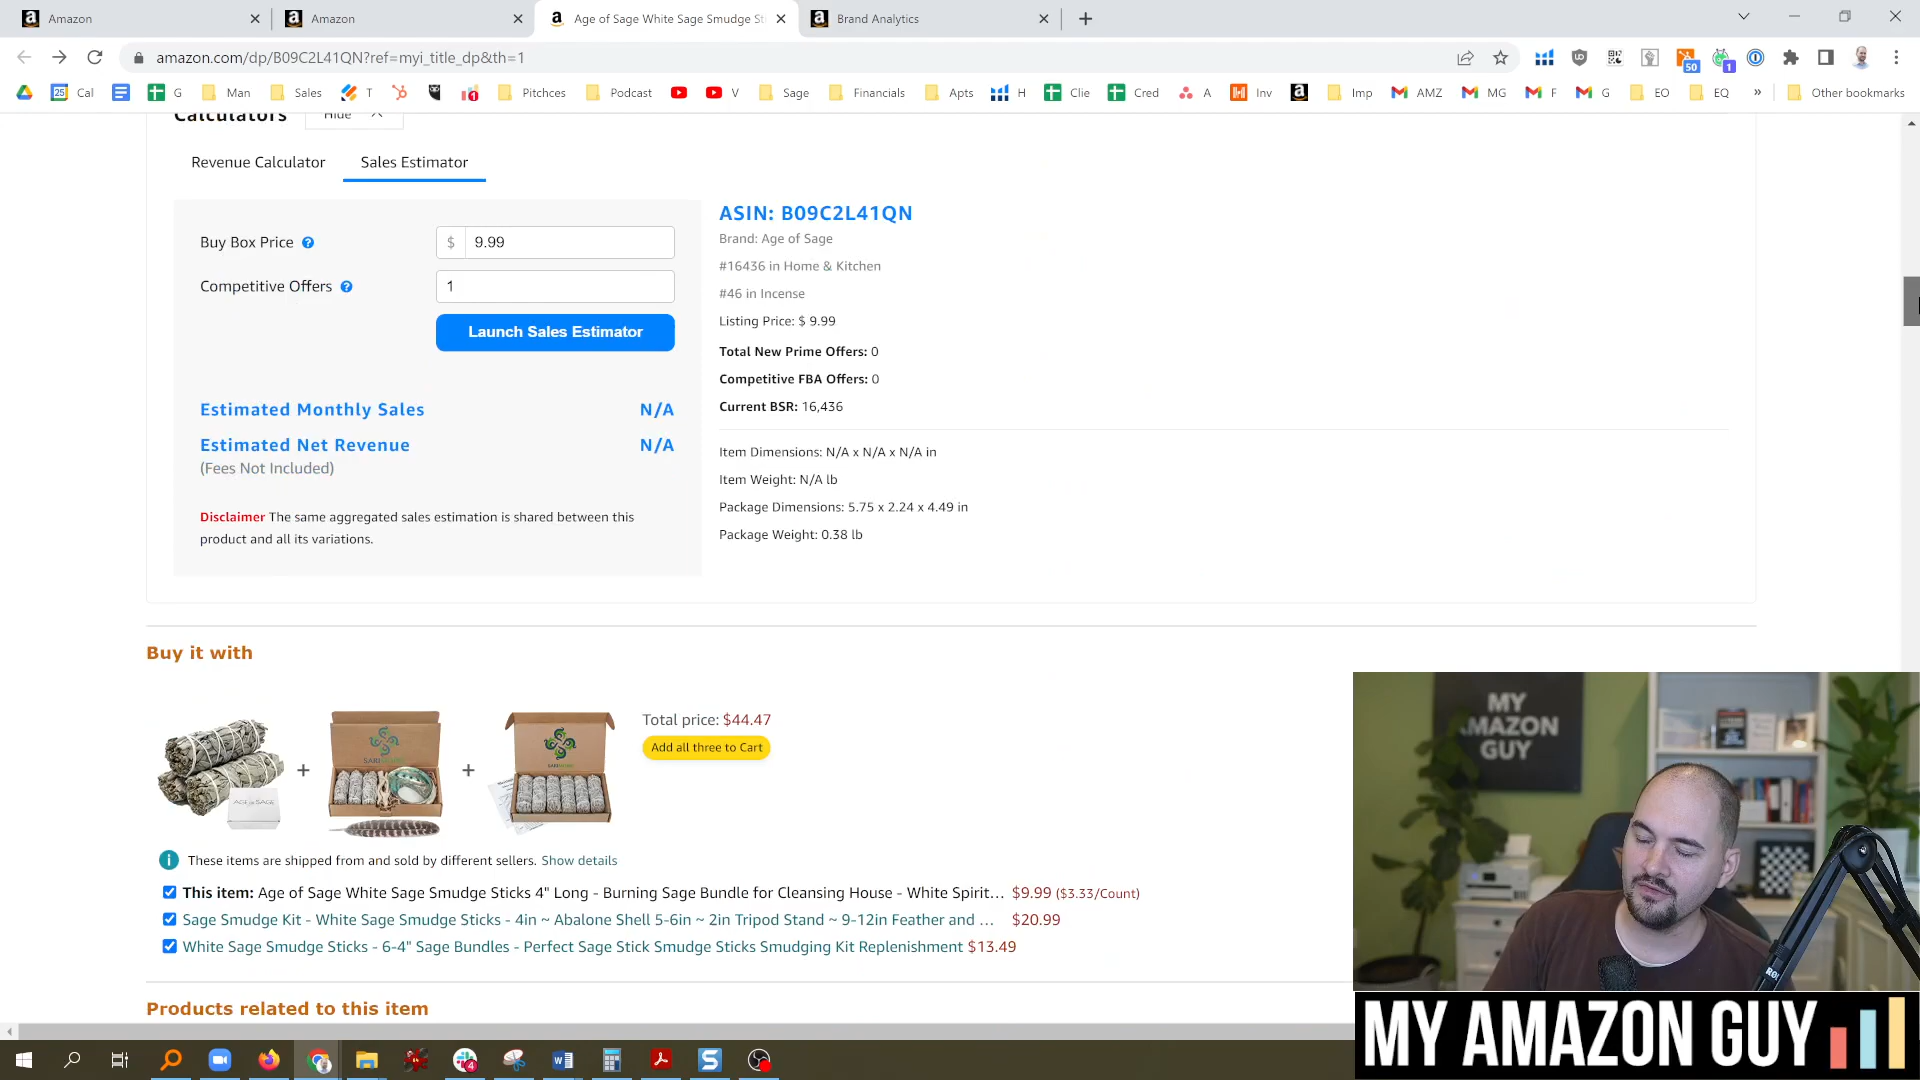 Amazon
Amazon
Age of Sage White Sage Smudge St
Brand Analytics
amazon.com/dp/B09C2L41QN?ref=myi_title_dp&th=1
50
1
25
Cal
G
Man
Sales
T
1
Pitchces
Podcast
V
Sage
Financials
Apts
H
Clie
Cred
A
Inv
Imp
AMZ
MG
F
G
EO
EQ
»
Other bookmarks
Calculators
Hide
Revenue Calculator
Sales Estimator
Buy Box Price
$ 9.99
Competitive Offers
1
Launch Sales Estimator
Estimated Monthly Sales N/A
Estimated Net Revenue N/A
(Fees Not Included)
Disclaimer The same aggregated sales estimation is shared between this
product and all its variations.
ASIN: B09C2L41QN
Brand: Age of Sage
#16436 in Home & Kitchen
#46 in Incense
Listing Price: $ 9.99
Total New Prime Offers: 0
Competitive FBA Offers: 0
Current BSR: 16,436
Item Dimensions: N/A x N/A x N/A in
Item Weight: N/A lb
Package Dimensions: 5.75 x 2.24 x 4.49 in
Package Weight: 0.38 lb
Buy it with
AGE of SAGE
+
+
Total price: $44.47
Add all three to Cart
These items are shipped from and sold by different sellers. Show details
This item: Age of Sage White Sage Smudge Sticks 4" Long - Burning Sage Bundle for Cleansing House - White Spirit… $9.99 ($3.33/Count)
Sage Smudge Kit - White Sage Smudge Sticks - 4in ~ Abalone Shell 5-6in ~ 2in Tripod Stand ~ 9-12in Feather and … $20.99
White Sage Smudge Sticks - 6-4" Sage Bundles - Perfect Sage Stick Smudge Sticks Smudging Kit Replenishment $13.49
Products related to this item
MY
AMAZON
GUY
MY AMAZON GUY